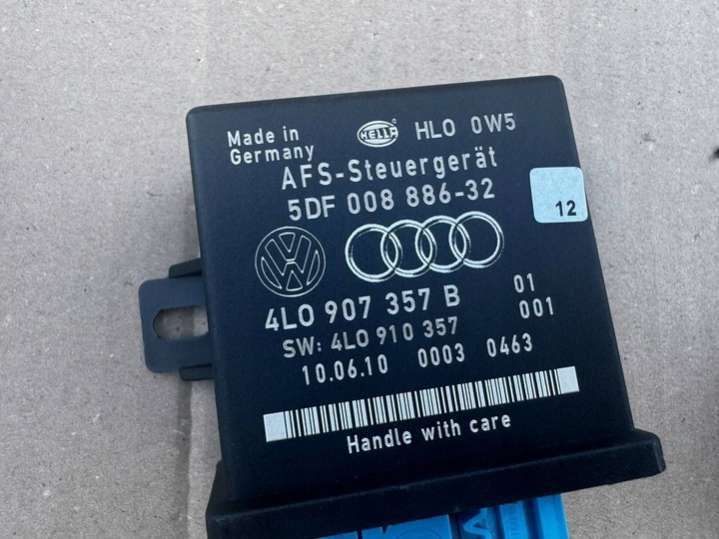 Made in
Germany
HELLA
HLO 0W5
AFS-Steuergerät
5DF 008 886-32
12
4L0 907 357 B 01
SW: 4L0 910 357 001
10.06.10 0003 0463
Handle with care